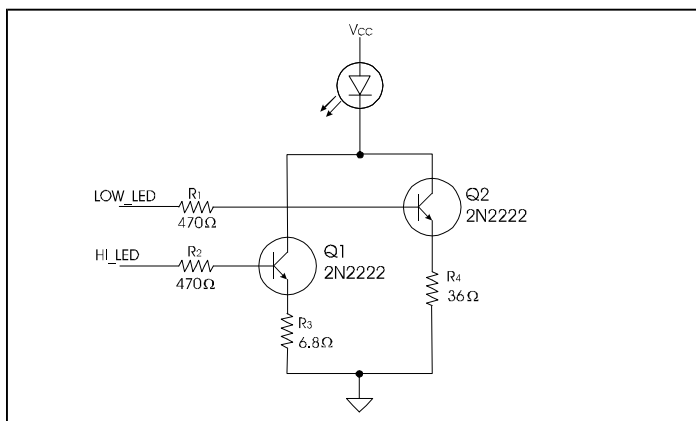 Vcc
LOW_LED
R1
470Ω
Q2
2N2222
HI_LED
R2
470Ω
Q1
2N2222
R4
36Ω
R3
6.8Ω